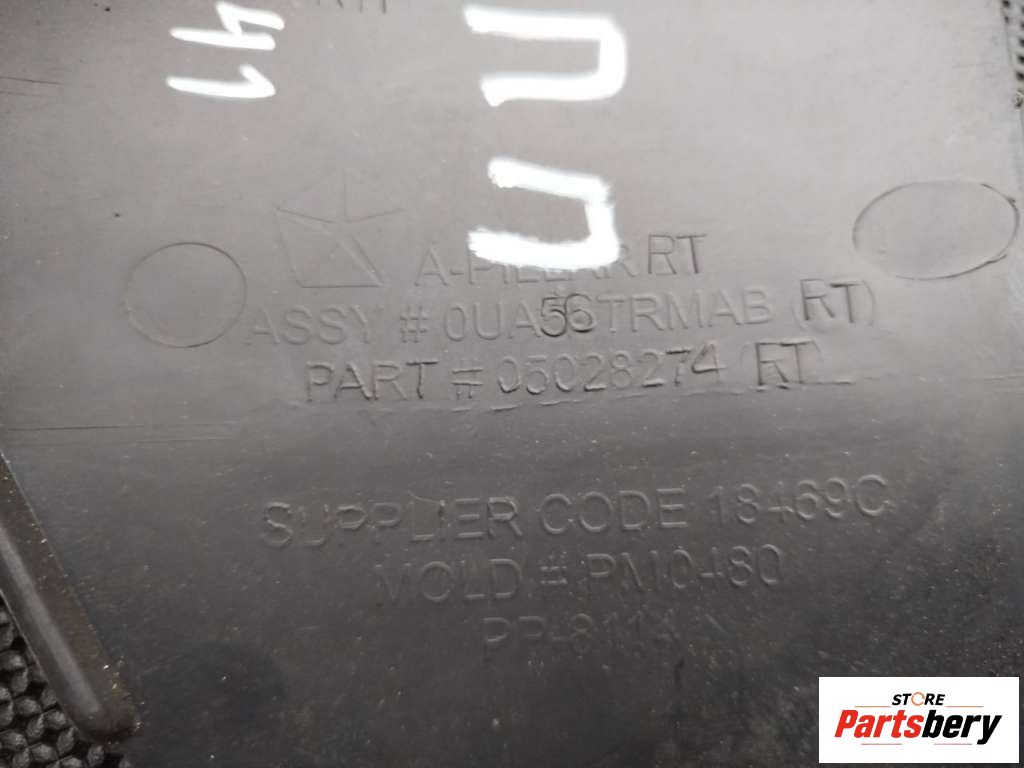 A-PILLAR RT
ASSY # 0UA56TRMAB (RT)
PART # 05028274 (RT)
SUPPLIER CODE 18469C
MOLD # PM0480
STORE
Partsbery